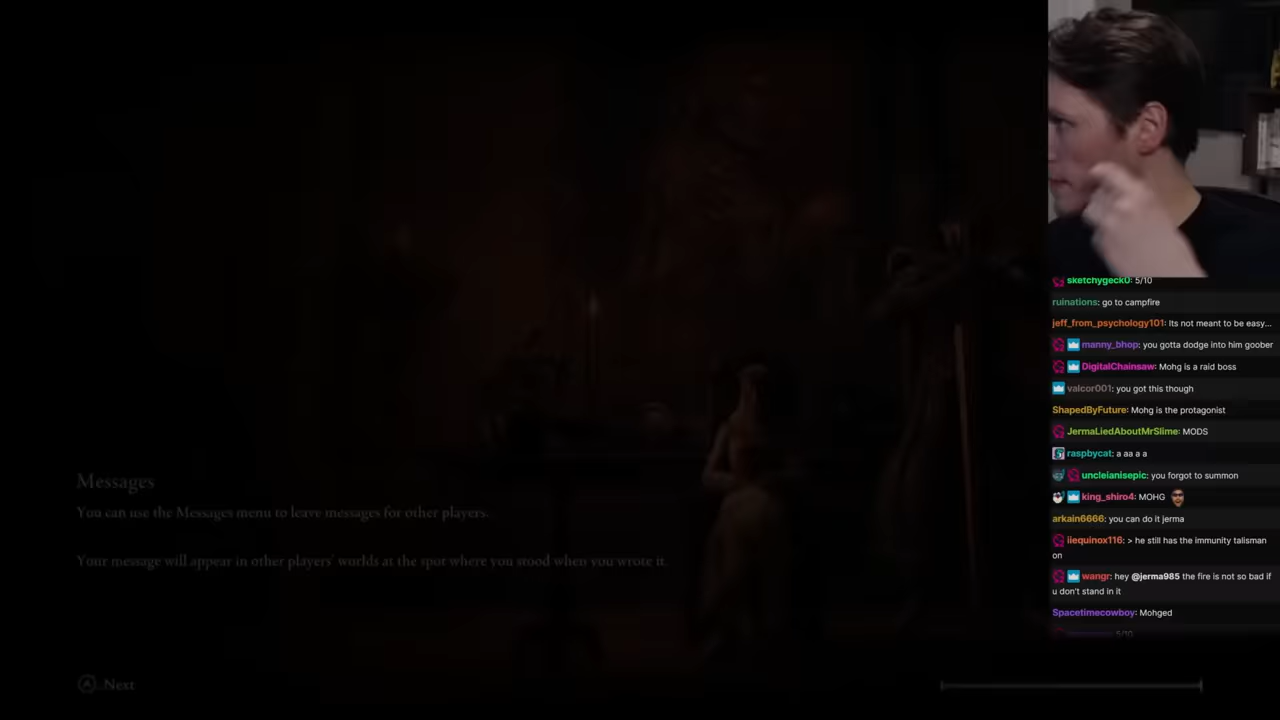 sketchygeck0: 5/10
ruinations: go to campfire
jeff_from_psychology101: Its not meant to be easy...
manny_bhop: you gotta dodge into him goober
DigitalChainsaw: Mohg is a raid boss
valcor001: you got this though
ShapedByFuture: Mohg is the protagonist
JermaLiedAboutMrSlime: MODS
raspbycat: a aa a a
uncleianisepic: you forgot to summon
king_shiro4: MOHG
arkain6666: you can do it jerma
iiequinox116: > he still has the immunity talisman
on
wangr: hey @jerma985 the fire is not so bad if
u don't stand in it
Spacetimecowboy: Mohged
5/10
Messages
You can use the Messages menu to leave messages for other players.
Your message will appear in other players' worlds at the spot where you stood when you wrote it.
A Next